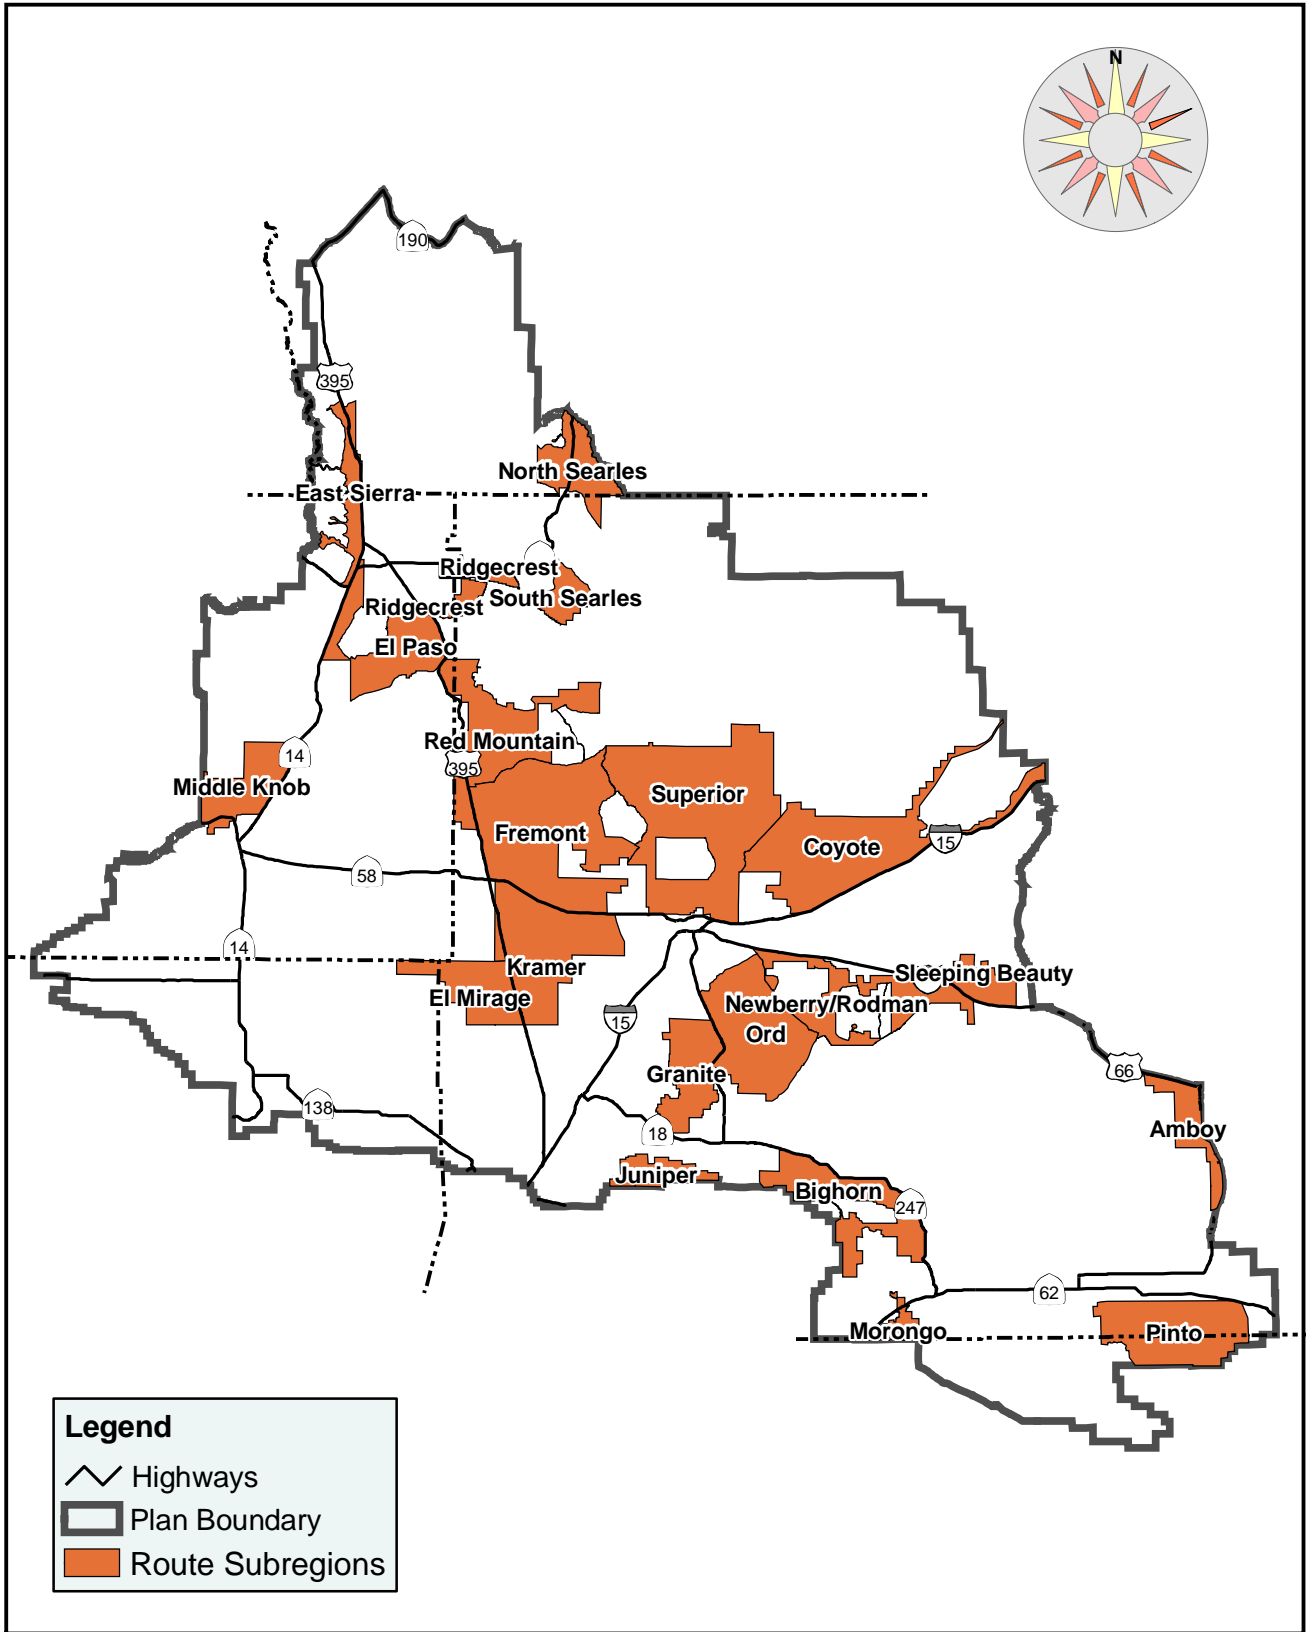 N
190
395
North Searles
East Sierra
Ridgecrest
South Searles
Ridgecrest
El Paso
Red Mountain
14
395
Middle Knob
Superior
Fremont
15
Coyote
58
14
Kramer
Sleeping Beauty
El Mirage
Newberry/Rodman
15
Ord
66
Granite
138
Amboy
18
Juniper
Bighorn
247
62
Morongo
Pinto
Legend
Highways
Plan Boundary
Route Subregions